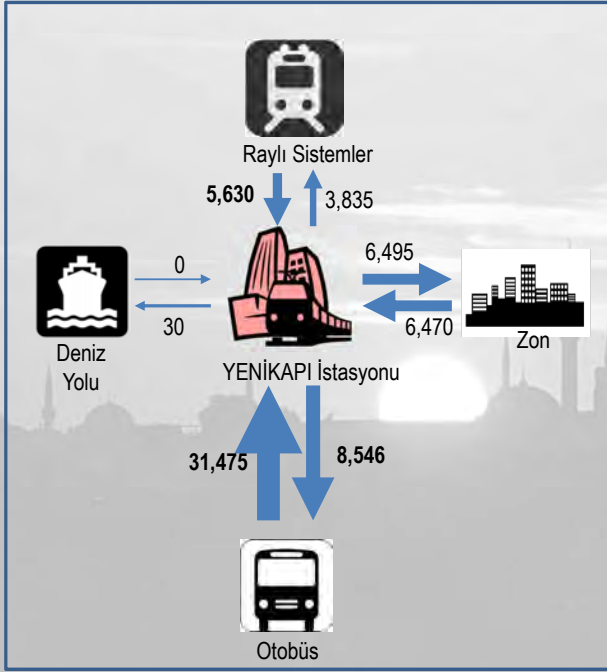 Raylı Sistemler
5,630
3,835
0
6,495
30
6,470
Deniz
Yolu
Zon
YENİKAPI İstasyonu
31,475
8,546
Otobüs